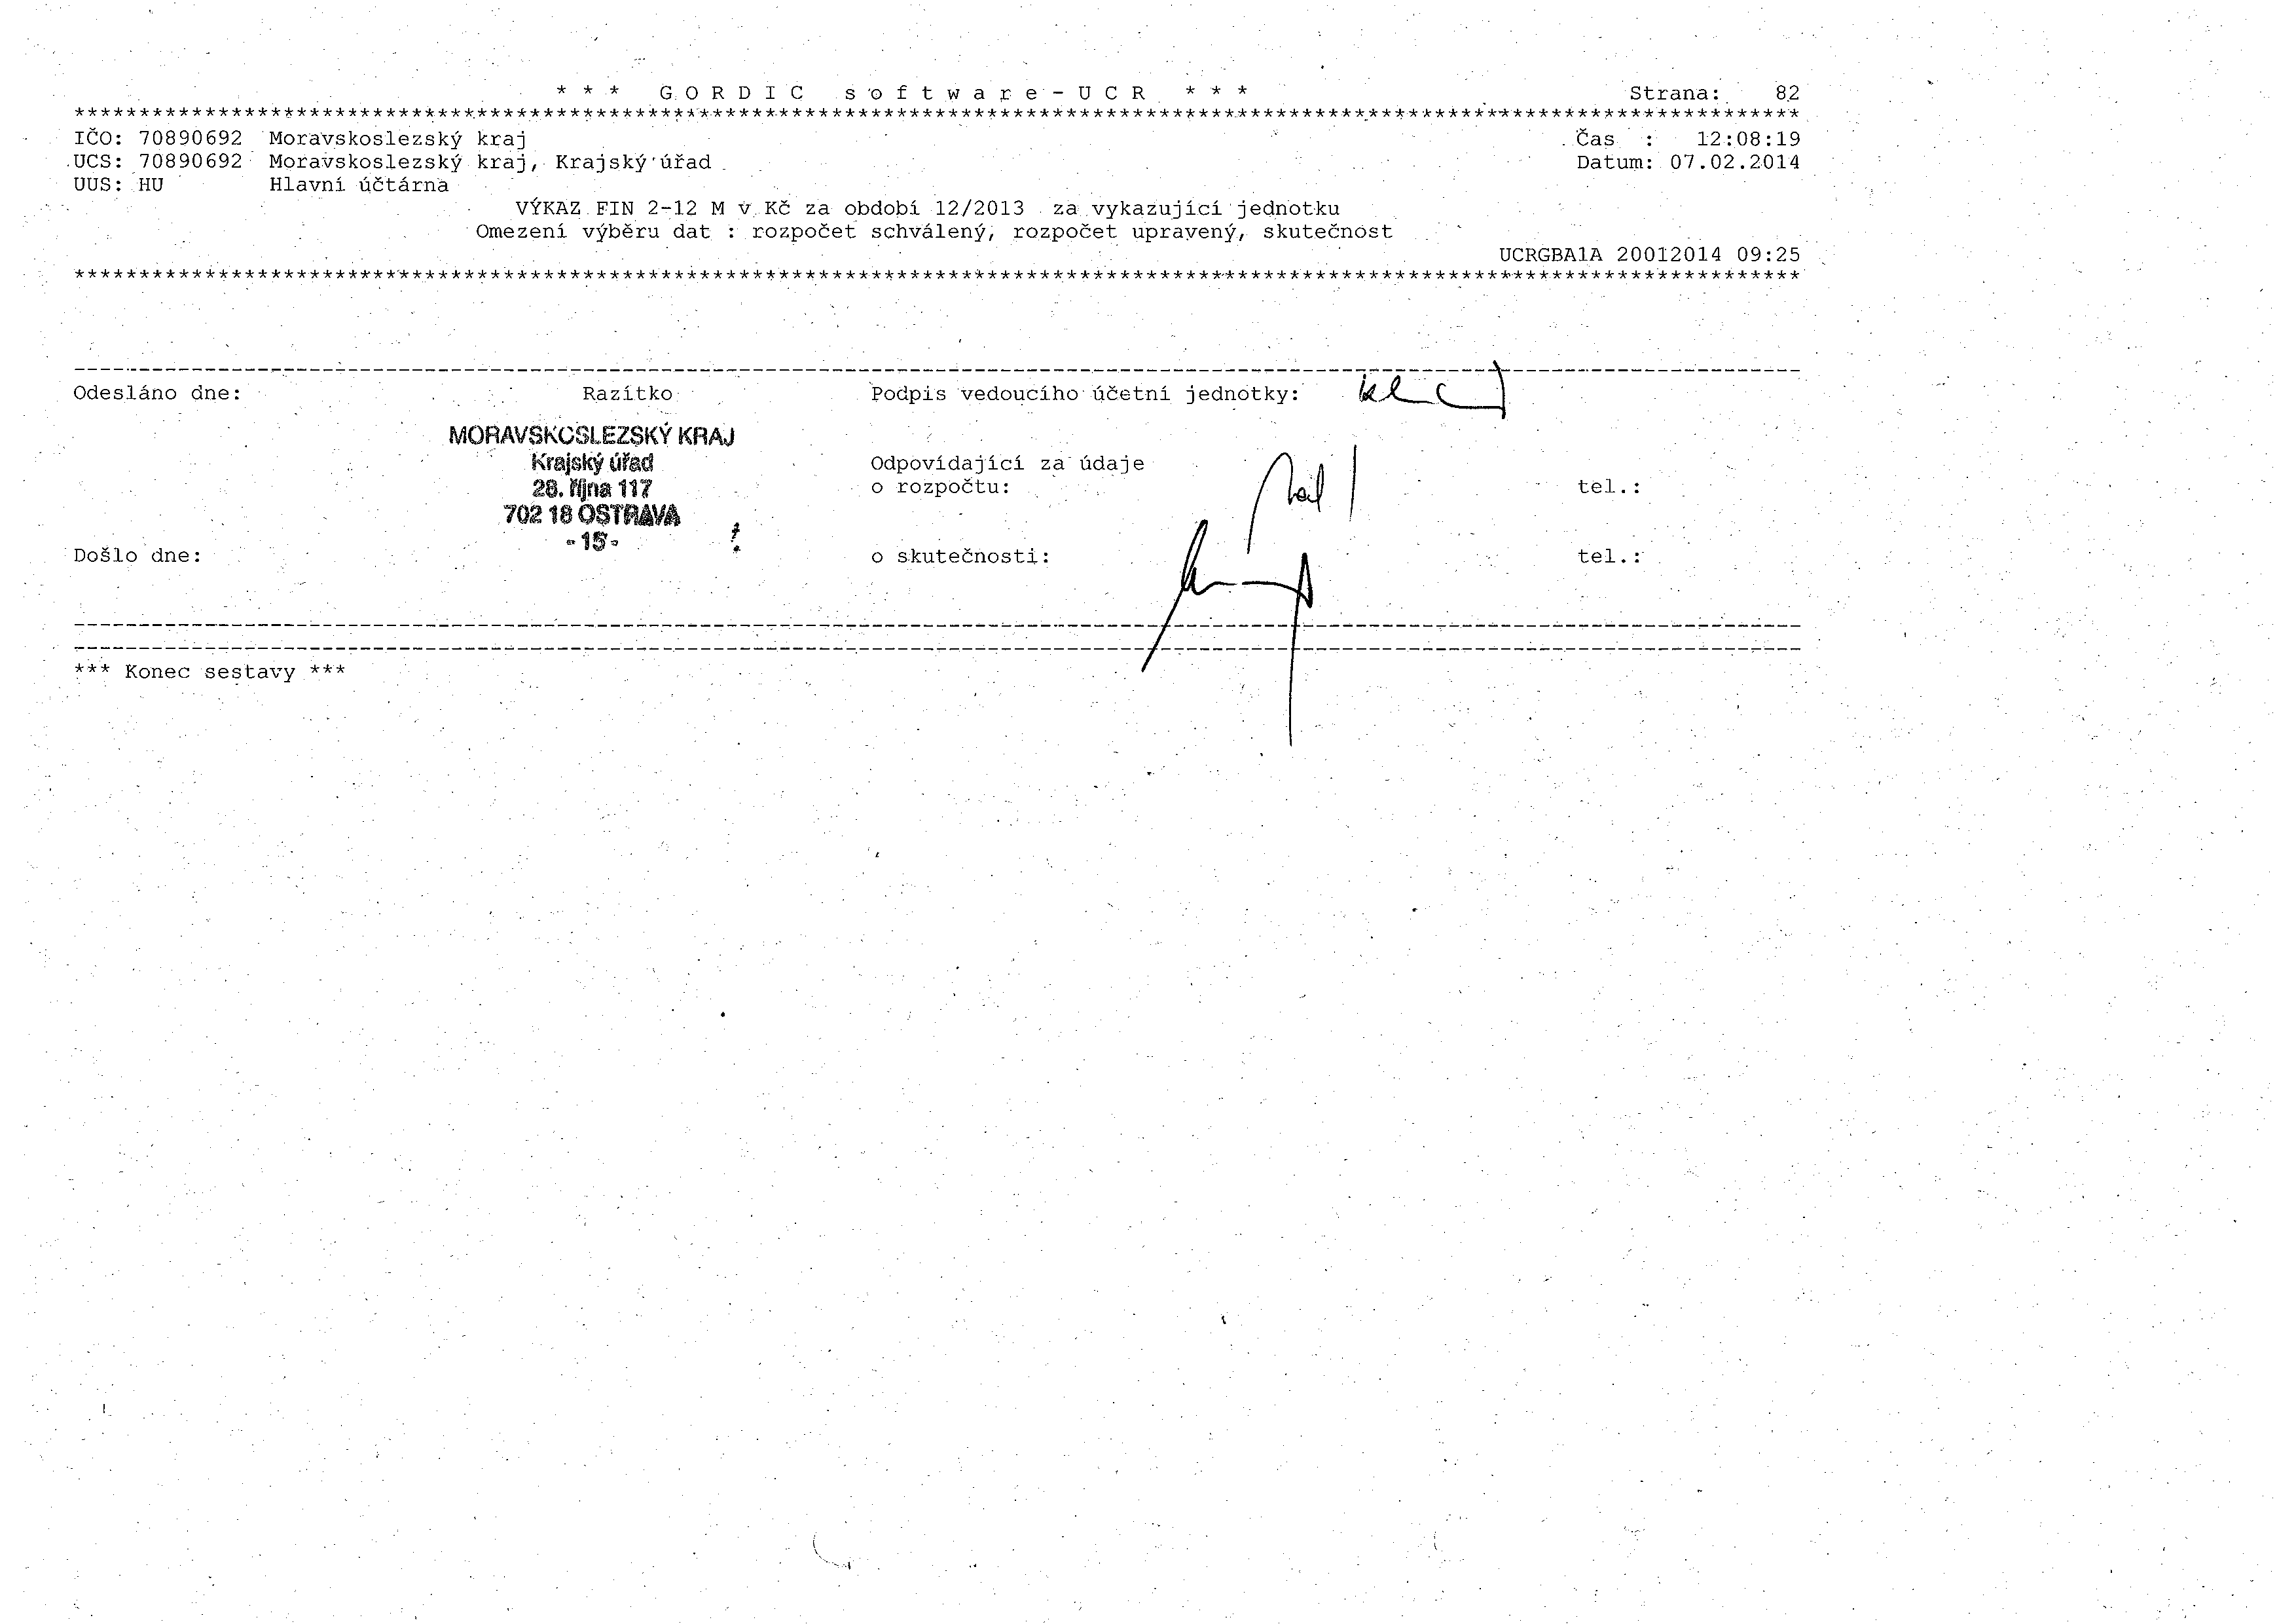 * * * GORDIC software-UCR * * * Strana: 82
************************************************************************************************************************************
IČO: 70890692 Moravskoslezský kraj Čas : 12:08:19
UCS: 70890692 Moravskoslezský kraj, Krajský úřad Datum: 07.02.2014
UUS: HU Hlavní účtárna
VÝKAZ FIN 2-12 M v Kč za období 12/2013 za vykazující jednotku
Omezení výběru dat : rozpočet schválený, rozpočet upravený, skutečnost
UCRGBA1A 20012014 09:25
************************************************************************************************************************************
Odesláno dne: Razítko Podpis vedoucího účetní jednotky:
MORAVSKOSLEZSKÝ KRAJ
Krajský úřad
Odpovídající za údaje
28. října 117
o rozpočtu: tel.:
702 18 OSTRAVA
- 15 -
Došlo dne: o skutečnosti: tel.:
*** Konec sestavy ***